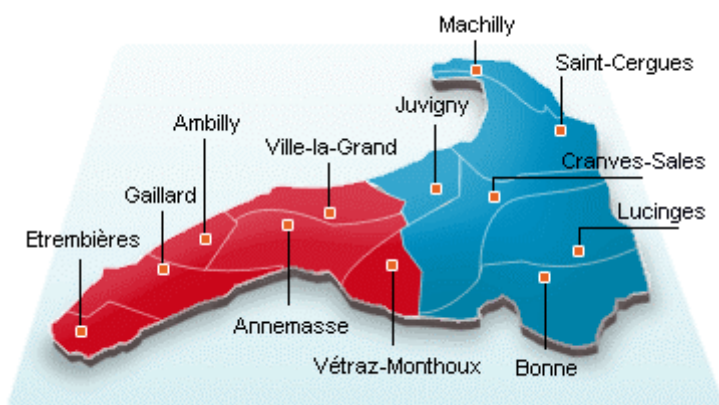 Machilly
Saint-Cergues
Juvigny
Ambilly
Ville-la-Grand
Cranves-Sales
Gaillard
Lucinges
Etrembières
Annemasse
Vétraz-Monthoux
Bonne